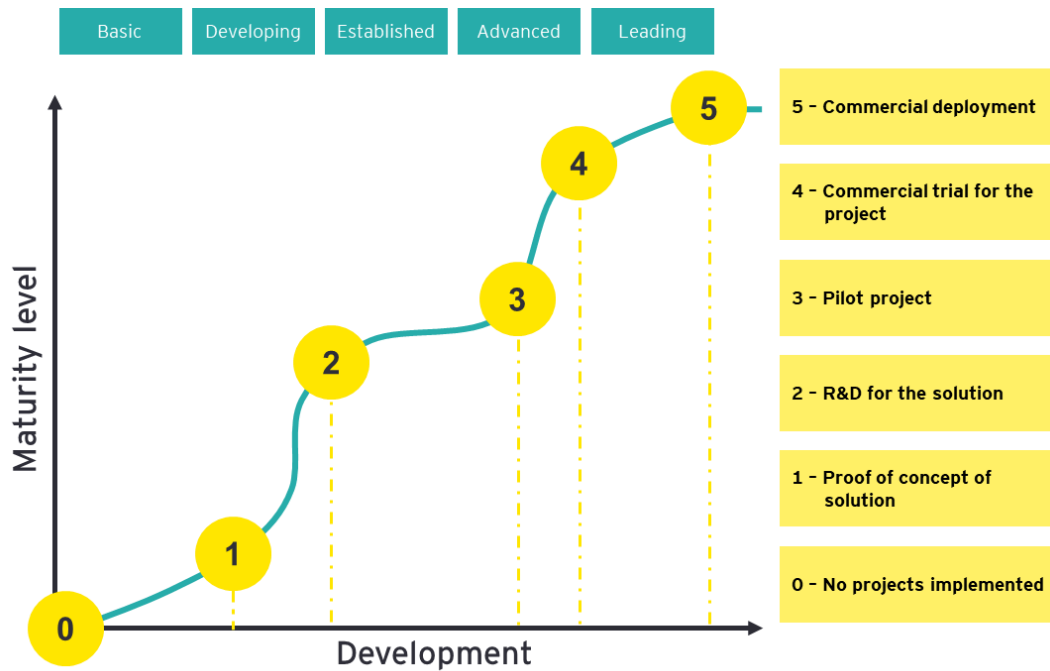 Basic
Developing
Established
Advanced
Leading
5
4
3
2
1
0
Maturity level
Development
5 – Commercial deployment
4 – Commercial trial for the
project
3 – Pilot project
2 – R&D for the solution
1 – Proof of concept of
solution
0 – No projects implemented